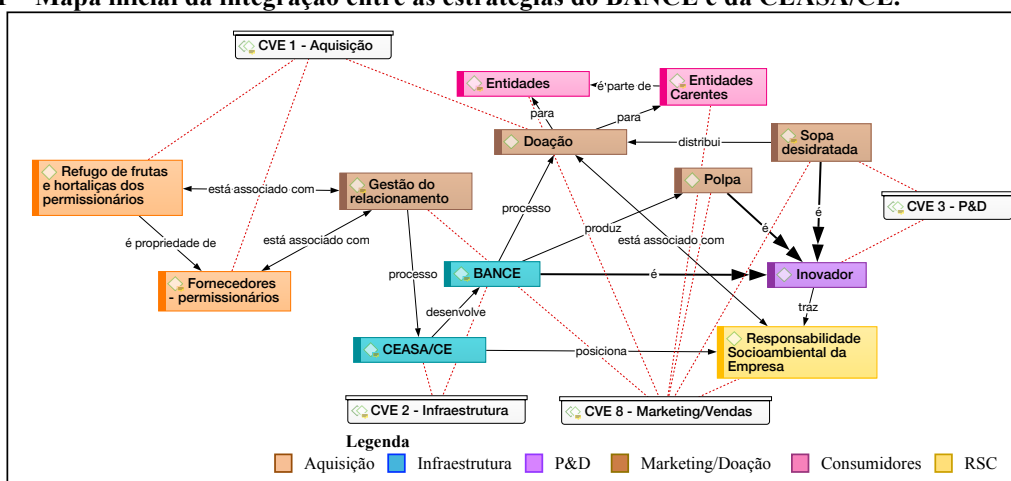 Mapa inicial da integração entre as estratégias do BANCE e da CEASA/CE.
CVE 1 - Aquisição
Entidades
é parte de
Entidades
Carentes
para
para
Doação
distribui
Sopa
desidratada
Refugo de frutas
e hortaliças dos
permissionários
está associado com
Gestão do
relacionamento
Polpa
CVE 3 - P&D
processo
produz
é
é
é propriedade de
está associado com
está associado com
Fornecedores
- permissionários
processo
BANCE
é
Inovador
desenvolve
traz
CEASA/CE
posiciona
Responsabilidade
Socioambiental da
Empresa
CVE 2 - Infraestrutura
CVE 8 - Marketing/Vendas
Legenda
Aquisição
Infraestrutura
P&D
Marketing/Doação
Consumidores
RSC